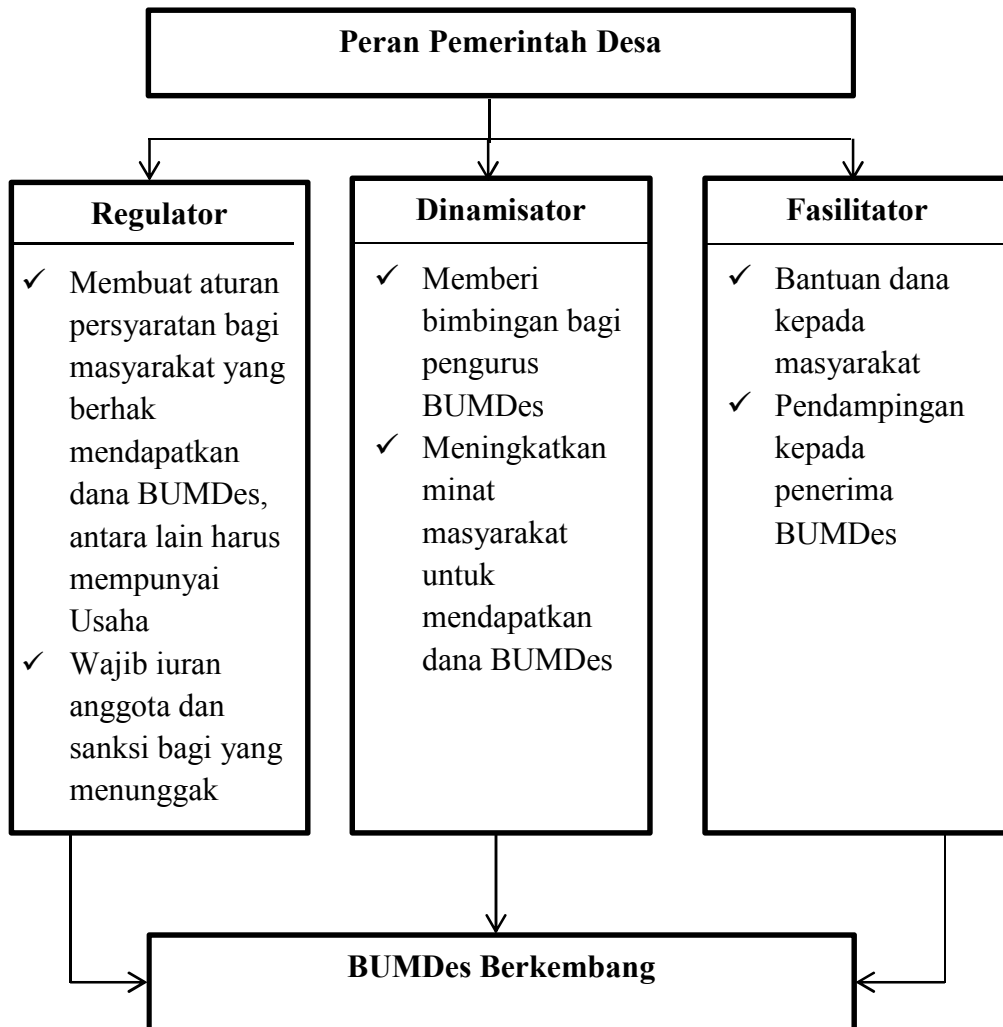 Peran Pemerintah Desa
Regulator
✓ Membuat aturan
persyaratan bagi
masyarakat yang
berhak
mendapatkan
dana BUMDes,
antara lain harus
mempunyai
Usaha
✓ Wajib iuran
anggota dan
sanksi bagi yang
menunggak
Dinamisator
✓ Memberi
bimbingan bagi
pengurus
BUMDes
✓ Meningkatkan
minat
masyarakat
untuk
mendapatkan
dana BUMDes
Fasilitator
✓ Bantuan dana
kepada
masyarakat
✓ Pendampingan
kepada
penerima
BUMDes
BUMDes Berkembang